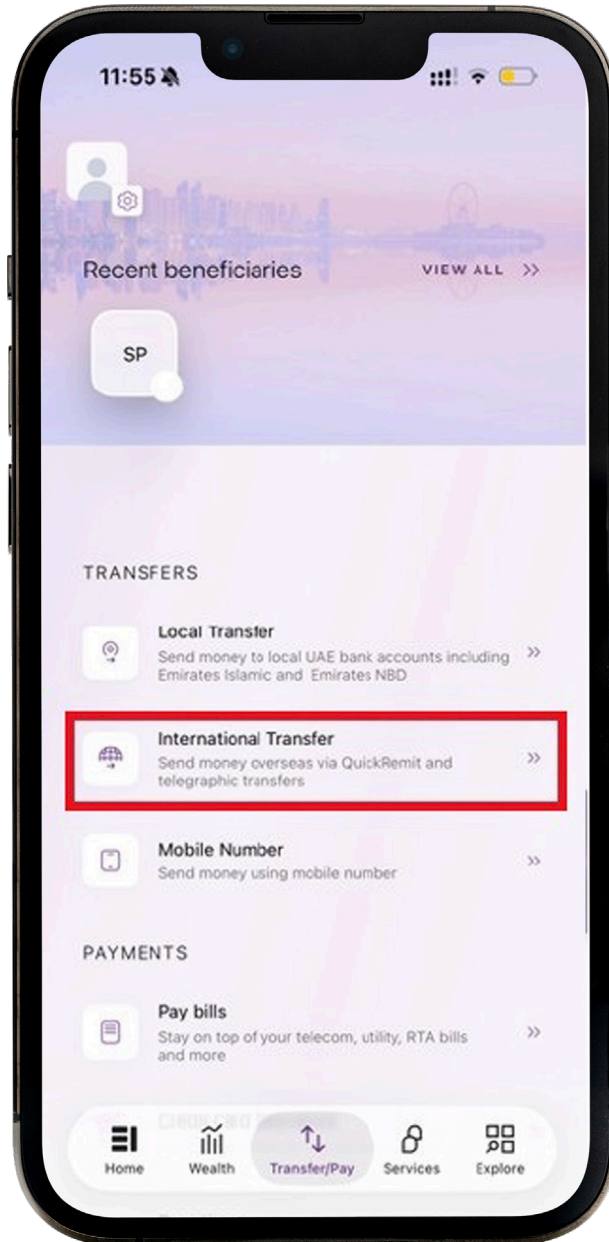 11:55
Recent beneficiaries
VIEW ALL
SP
TRANSFERS
Local Transfer
Send money to local UAE bank accounts including
Emirates Islamic and Emirates NBD
International Transfer
Send money overseas via QuickRemit and
telegraphic transfers
Mobile Number
Send money using mobile number
PAYMENTS
Pay bills
Stay on top of your telecom, utility, RTA bills
and more
Home
Wealth
Transfer/Pay
Services
Explore